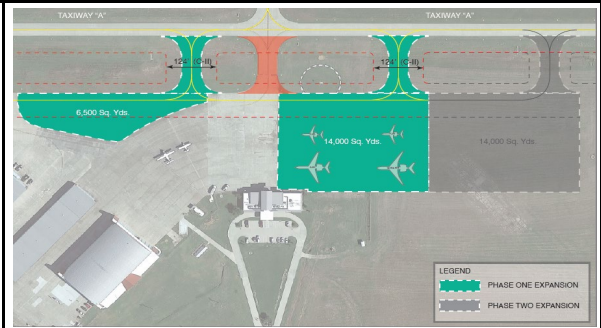 TAXIWAY "A"
TAXIWAY "A"
124' (C-II)
124' (C-II)
6,500 Sq. Yds.
14,000 Sq. Yds.
14,000 Sq. Yds.
LEGEND
PHASE ONE EXPANSION
PHASE TWO EXPANSION